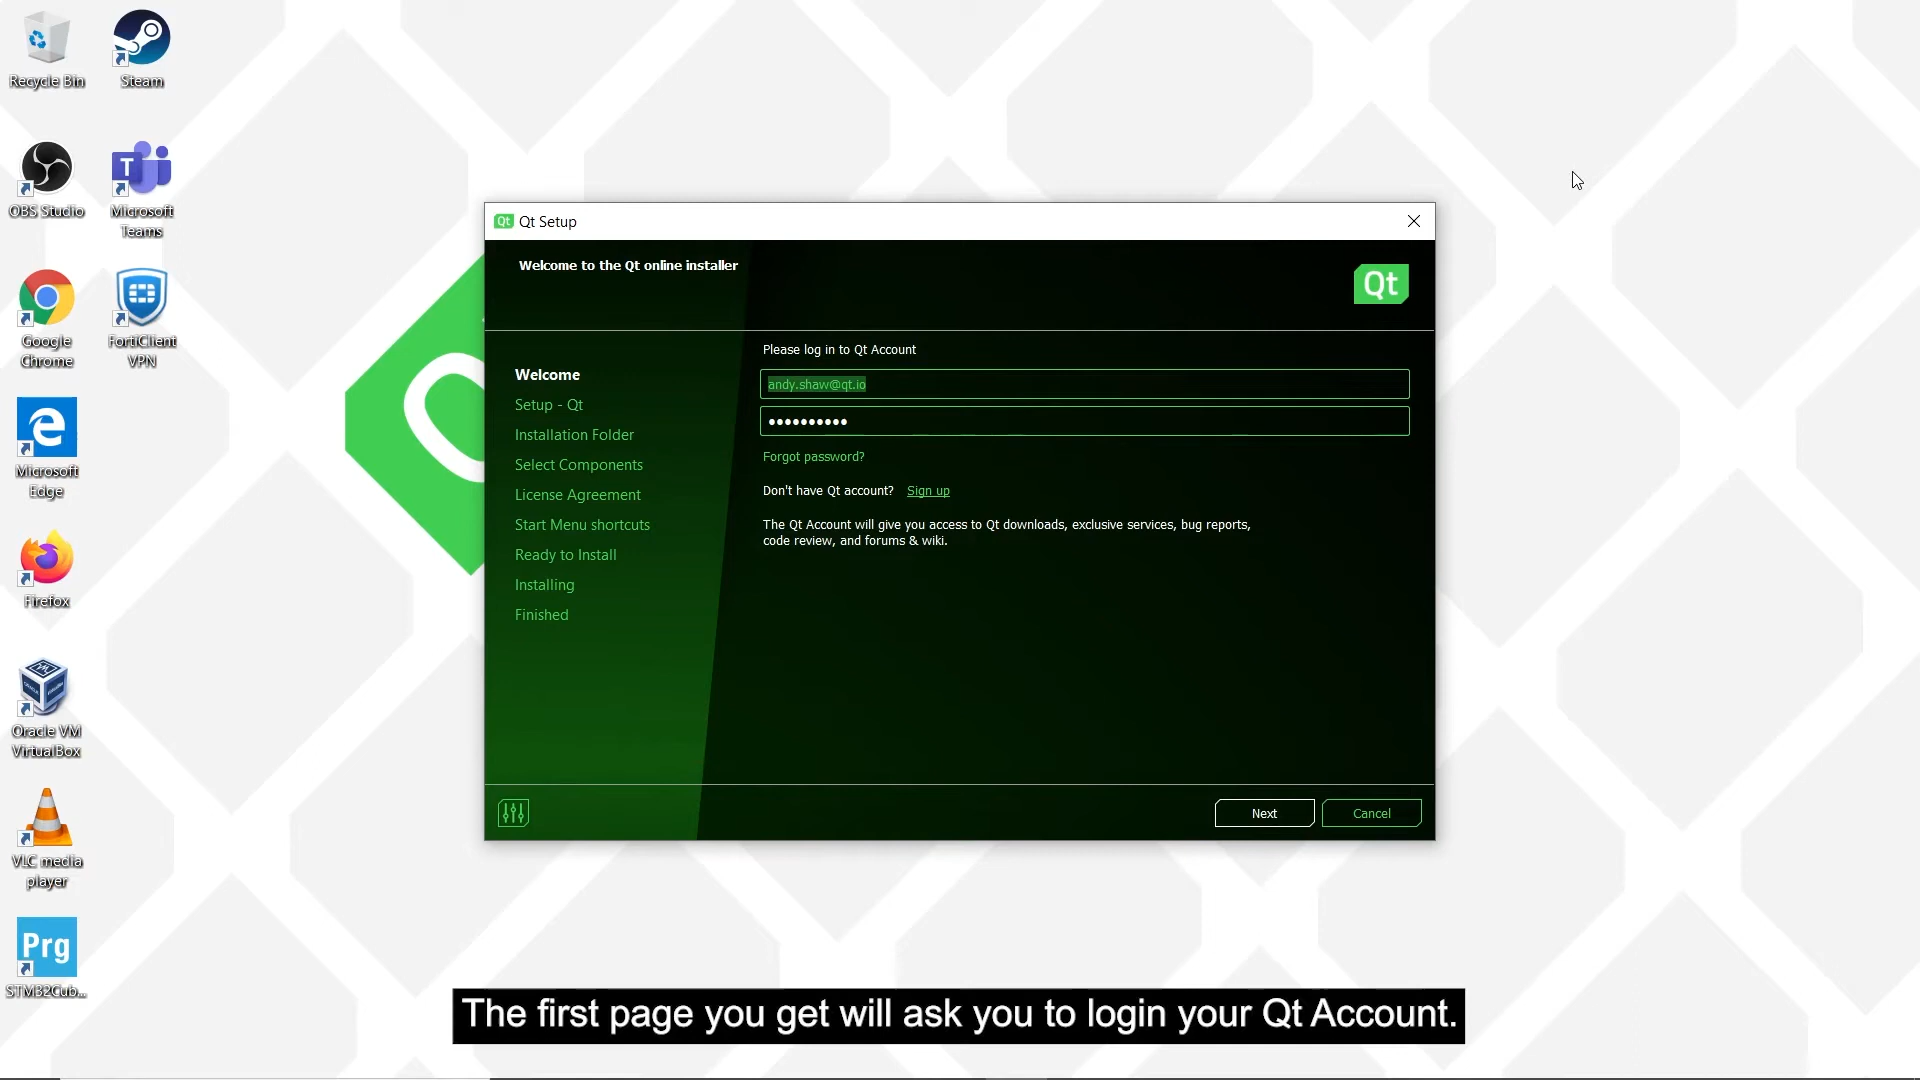 Recycle Bin
Steam
OBS Studio
Microsoft
Teams
Google
Chrome
FortiClient
VPN
Microsoft
Edge
Firefox
Oracle VM
VirtualBox
VLC media
player
Prg
STM32Cub...
Qt Setup
Welcome to the Qt online installer
Qt
Welcome
Setup - Qt
Installation Folder
Select Components
License Agreement
Start Menu shortcuts
Ready to Install
Installing
Finished
Please log in to Qt Account
andy.shaw@qt.io
••••••••••
Forgot password?
Don't have Qt account? Sign up
The Qt Account will give you access to Qt downloads, exclusive services, bug reports,
code review, and forums & wiki.
Next
Cancel
The first page you get will ask you to login your Qt Account.